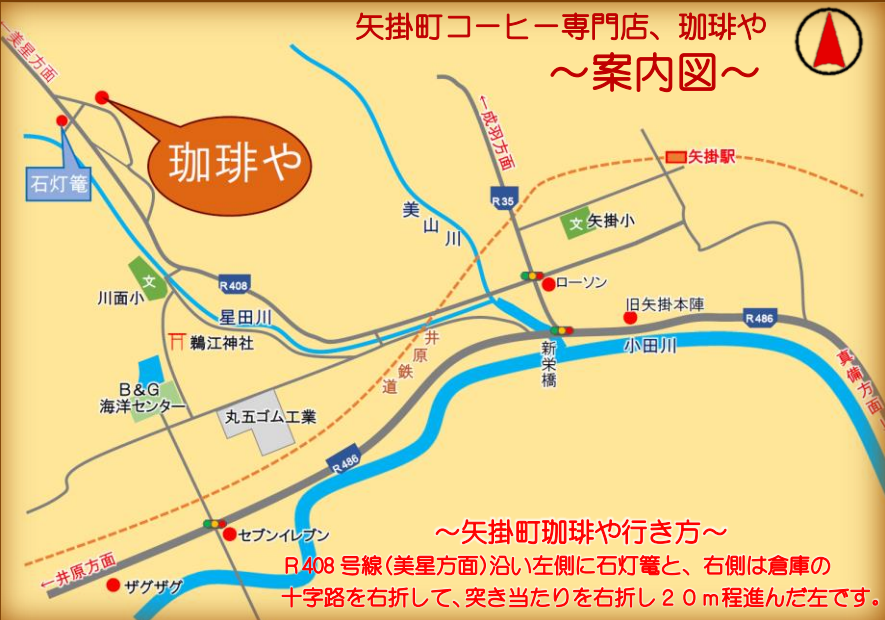 矢掛町コーヒー専門店、珈琲や
～案内図～
←美星方面
珈琲や
石灯篭
←成羽方面
矢掛駅
R35
美山川
文
矢掛小
ローソン
文
川面小
R408
星田川
旧矢掛本陣
R486
鵜江神社
井原鉄道
新栄橋
小田川
真備方面→
B&G
海洋センター
丸五ゴム工業
R486
セブンイレブン
←井原方面
ザグザグ
～矢掛町珈琲や行き方～
R408号線(美星方面)沿い左側に石灯篭と、右側は倉庫の
十字路を右折して、突き当たりを右折し20m程進んだ左です。